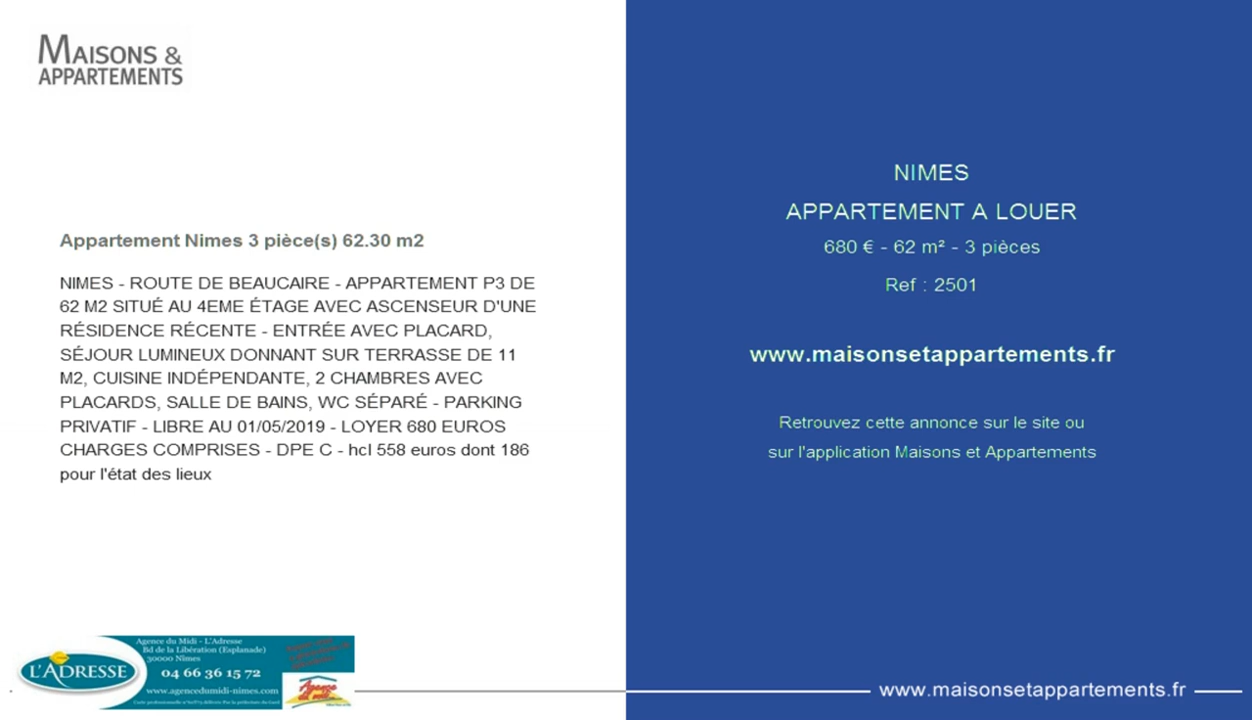 MAISONS &
APPARTEMENTS
Appartement Nimes 3 pièce(s) 62.30 m2
NIMES - ROUTE DE BEAUCAIRE - APPARTEMENT P3 DE
62 M2 SITUÉ AU 4EME ÉTAGE AVEC ASCENSEUR D'UNE
RÉSIDENCE RÉCENTE - ENTRÉE AVEC PLACARD,
SÉJOUR LUMINEUX DONNANT SUR TERRASSE DE 11
M2, CUISINE INDÉPENDANTE, 2 CHAMBRES AVEC
PLACARDS, SALLE DE BAINS, WC SÉPARÉ - PARKING
PRIVATIF - LIBRE AU 01/05/2019 - LOYER 680 EUROS
CHARGES COMPRISES - DPE C - hcl 558 euros dont 186
pour l'état des lieux
NIMES
APPARTEMENT A LOUER
680 € - 62 m² - 3 pièces
Ref : 2501
www.maisonsetappartements.fr
Retrouvez cette annonce sur le site ou
sur l'application Maisons et Appartements
L'ADRESSE
Agence du Midi - L'Adresse
Bd de la Libération (Esplanade)
30000 Nîmes
04 66 36 15 72
www.agencedumidi-nimes.com
www.maisonsetappartements.fr